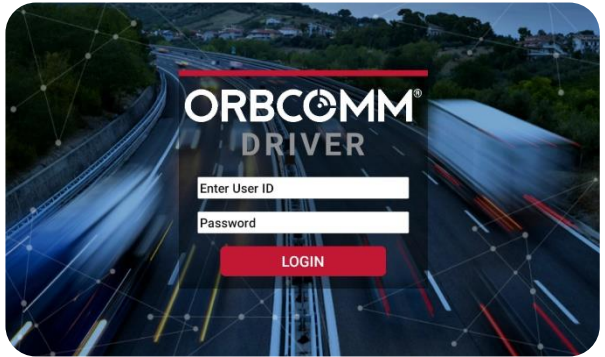 ORBCOMM®
DRIVER
Enter User ID
Password
LOGIN